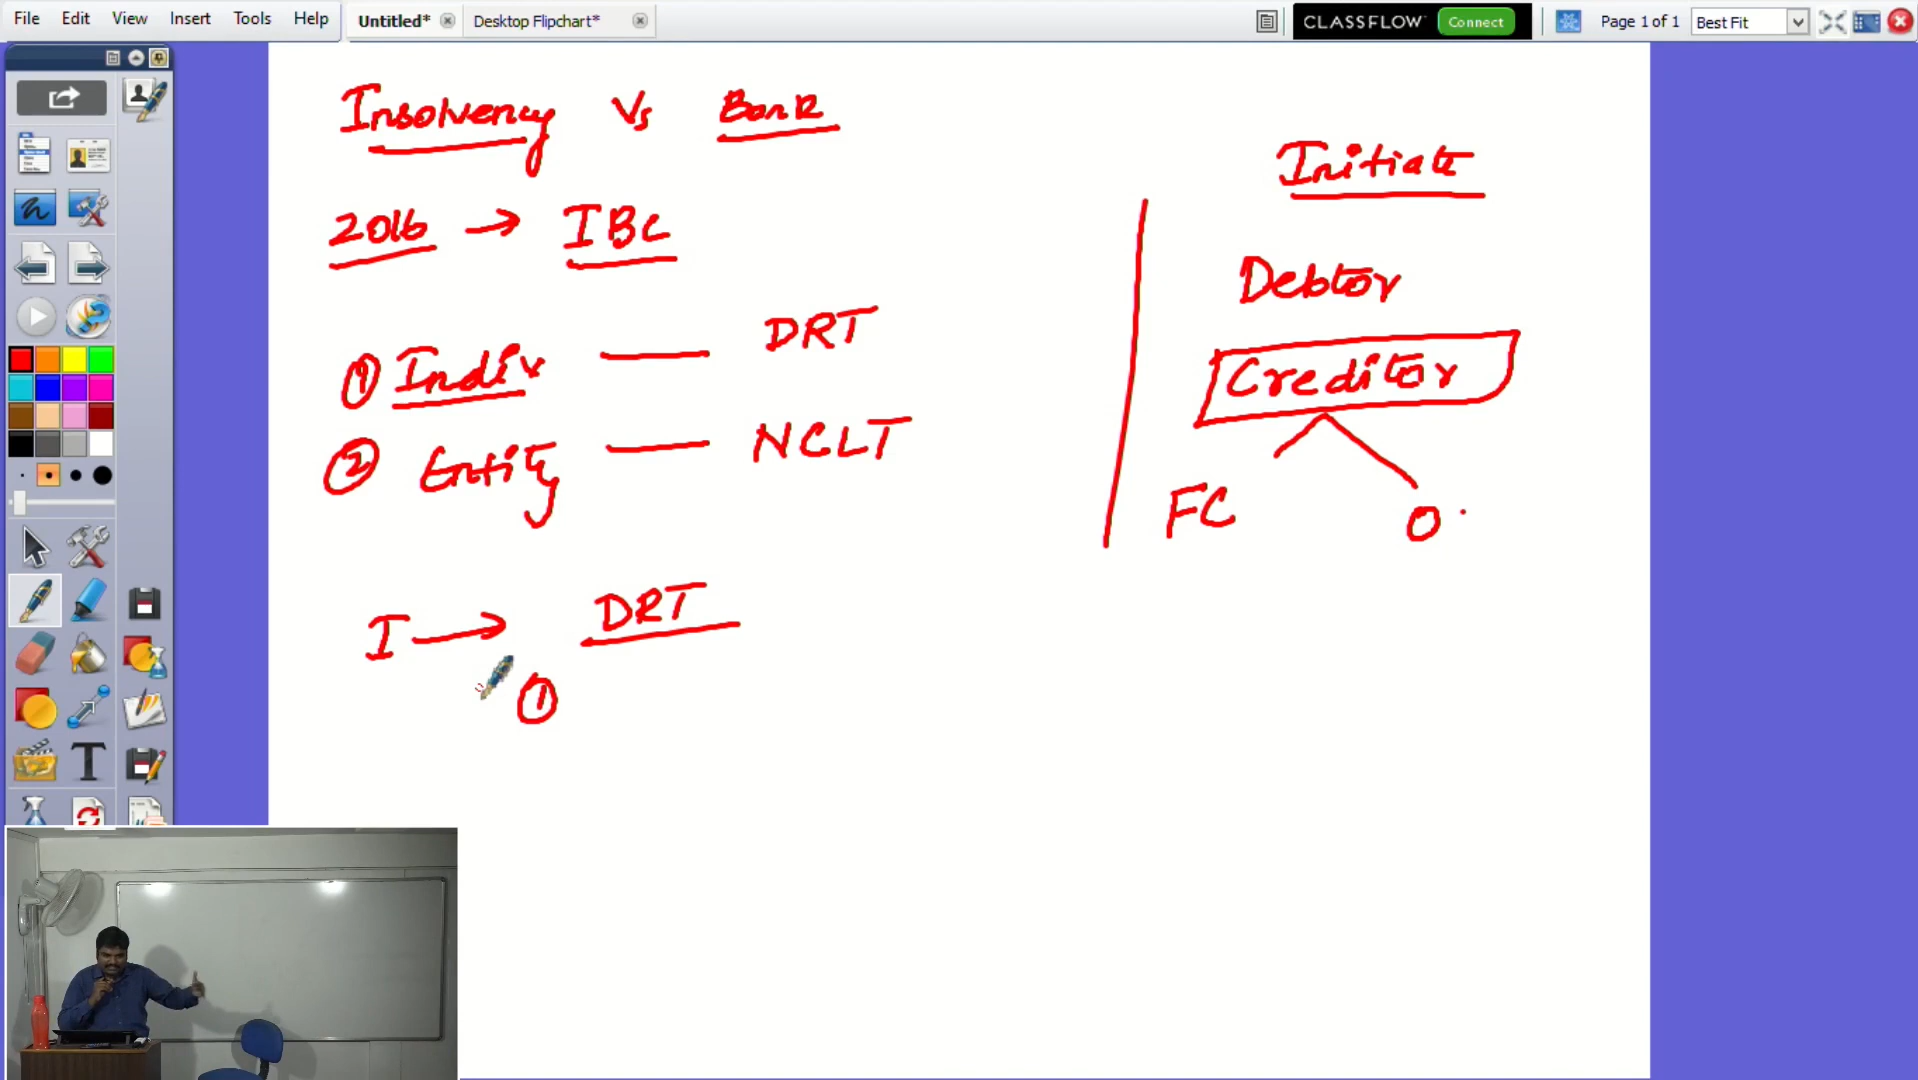 File Edit View Insert Tools Help
Untitled* Desktop Flipchart*
CLASSFLOW Connect
Page 1 of 1 Best Fit
Insolvency Vs Bank
2016 → IBC
① Indiv — DRT
② Entity — NCLT
I → DRT
①
Initiate
Debtor
Creditor
FC O
T